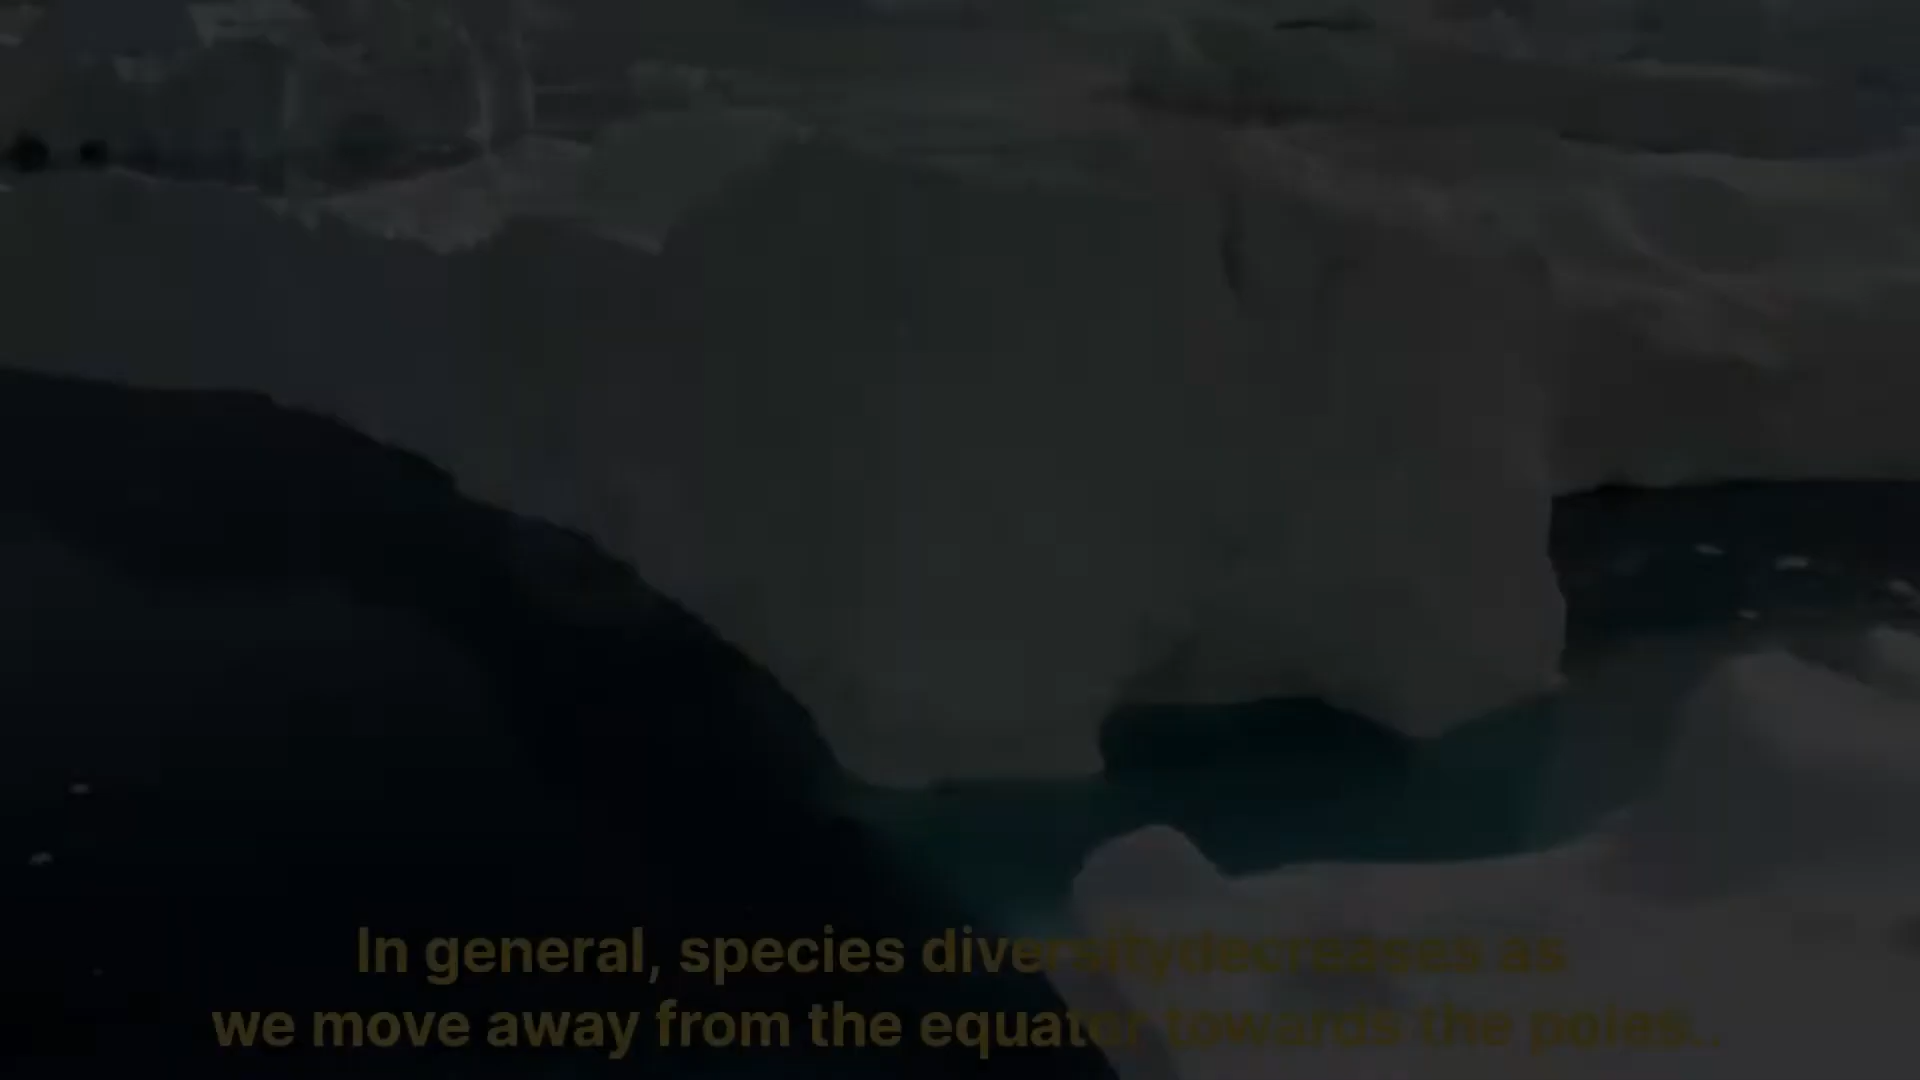 In general, species diversitydecreases as
we move away from the equator towards the poles..